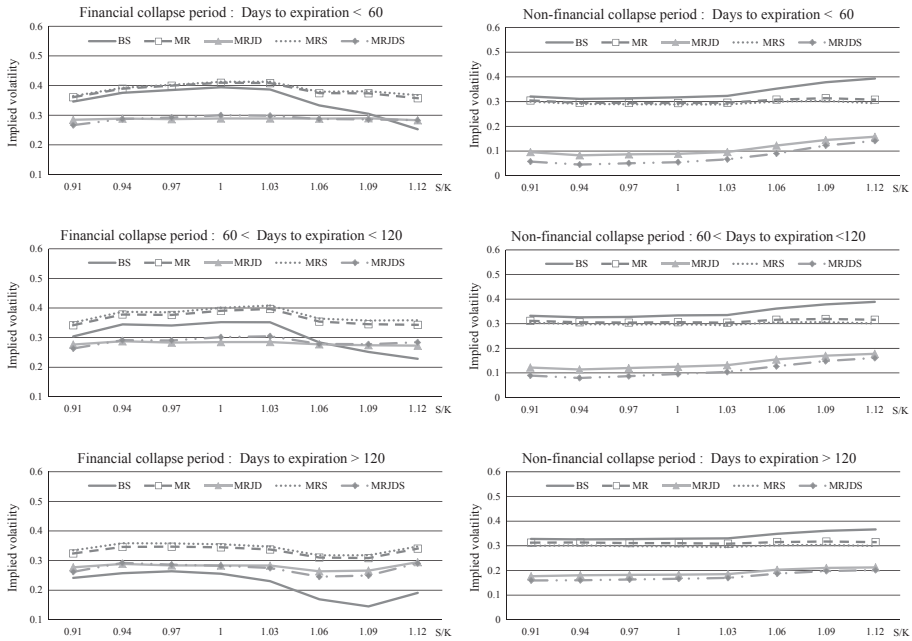 Financial collapse period : Days to expiration < 60
Implied volatility
0.6
0.5
0.4
0.3
0.2
0.1
BS MR MRJD MRS MRJDS
0.91 0.94 0.97 1 1.03 1.06 1.09 1.12 S/K
Non-financial collapse period : Days to expiration < 60
Implied volatility
0.6
0.5
0.4
0.3
0.2
0.1
0
BS MR MRJD MRS MRJDS
0.91 0.94 0.97 1 1.03 1.06 1.09 1.12 S/K
Financial collapse period : 60 < Days to expiration < 120
Implied volatility
0.6
0.5
0.4
0.3
0.2
0.1
BS MR MRJD MRS MRJDS
0.91 0.94 0.97 1 1.03 1.06 1.09 1.12 S/K
Non-financial collapse period : 60 < Days to expiration <120
Implied volatility
0.6
0.5
0.4
0.3
0.2
0.1
0
BS MR MRJD MRS MRJDS
0.91 0.94 0.97 1 1.03 1.06 1.09 1.12 S/K
Financial collapse period : Days to expiration > 120
Implied volatility
0.6
0.5
0.4
0.3
0.2
0.1
BS MR MRJD MRS MRJDS
0.91 0.94 0.97 1 1.03 1.06 1.09 1.12 S/K
Non-financial collapse period : Days to expiration > 120
Implied volatility
0.6
0.5
0.4
0.3
0.2
0.1
0
BS MR MRJD MRS MRJDS
0.91 0.94 0.97 1 1.03 1.06 1.09 1.12 S/K